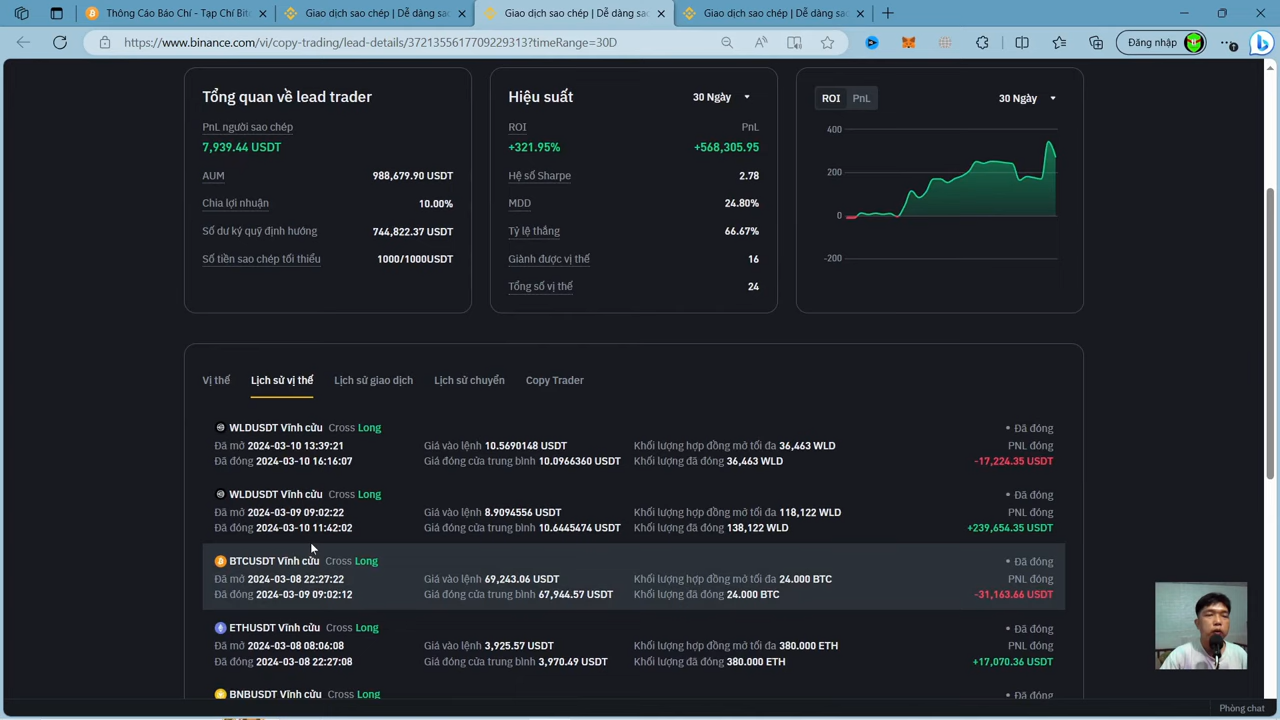 Thông Cáo Báo Chí - Tạp Chí Bit
Giao dịch sao chép | Dễ dàng sao
Giao dịch sao chép | Dễ dàng sao
Giao dịch sao chép | Dễ dàng sao
https://www.binance.com/vi/copy-trading/lead-details/3721355617709229313?timeRange=30D
Đăng nhập
Tổng quan về lead trader
PnL người sao chép
7,939.44 USDT
AUM 988,679.90 USDT
Chia lợi nhuận 10.00%
Số dư ký quỹ định hướng 744,822.37 USDT
Số tiền sao chép tối thiểu 1000/1000USDT
Hiệu suất 30 Ngày
ROI PnL
+321.95% +568,305.95
Hệ số Sharpe 2.78
MDD 24.80%
Tỷ lệ thắng 66.67%
Giành được vị thế 16
Tổng số vị thế 24
ROI PnL 30 Ngày
400
200
0
-200
Vị thế Lịch sử vị thế Lịch sử giao dịch Lịch sử chuyển Copy Trader
WLDUSDT Vĩnh cửu Cross Long Đã đóng
Đã mở 2024-03-10 13:39:21 Giá vào lệnh 10.5690148 USDT Khối lượng hợp đồng mở tối đa 36,463 WLD PNL Đóng
Đã đóng 2024-03-10 16:16:07 Giá đóng cửa trung bình 10.0966360 USDT Khối lượng đã đóng 36,463 WLD -17,224.35 USDT
WLDUSDT Vĩnh cửu Cross Long Đã đóng
Đã mở 2024-03-09 09:02:22 Giá vào lệnh 8.9094556 USDT Khối lượng hợp đồng mở tối đa 118,122 WLD PNL Đóng
Đã đóng 2024-03-10 11:42:02 Giá đóng cửa trung bình 10.6445474 USDT Khối lượng đã đóng 138,122 WLD +239,654.35 USDT
BTCUSDT Vĩnh cửu Cross Long Đã đóng
Đã mở 2024-03-08 22:27:22 Giá vào lệnh 69,243.06 USDT Khối lượng hợp đồng mở tối đa 24.000 BTC PNL Đóng
Đã đóng 2024-03-09 09:02:12 Giá đóng cửa trung bình 67,944.57 USDT Khối lượng đã đóng 24.000 BTC -31,163.66 USDT
ETHUSDT Vĩnh cửu Cross Long Đã đóng
Đã mở 2024-03-08 08:06:08 Giá vào lệnh 3,925.57 USDT Khối lượng hợp đồng mở tối đa 380.000 ETH PNL Đóng
Đã đóng 2024-03-08 22:27:08 Giá đóng cửa trung bình 3,970.49 USDT Khối lượng đã đóng 380.000 ETH +17,070.36 USDT
BNBUSDT Vĩnh cửu Cross Long Đã đóng
Phòng chat